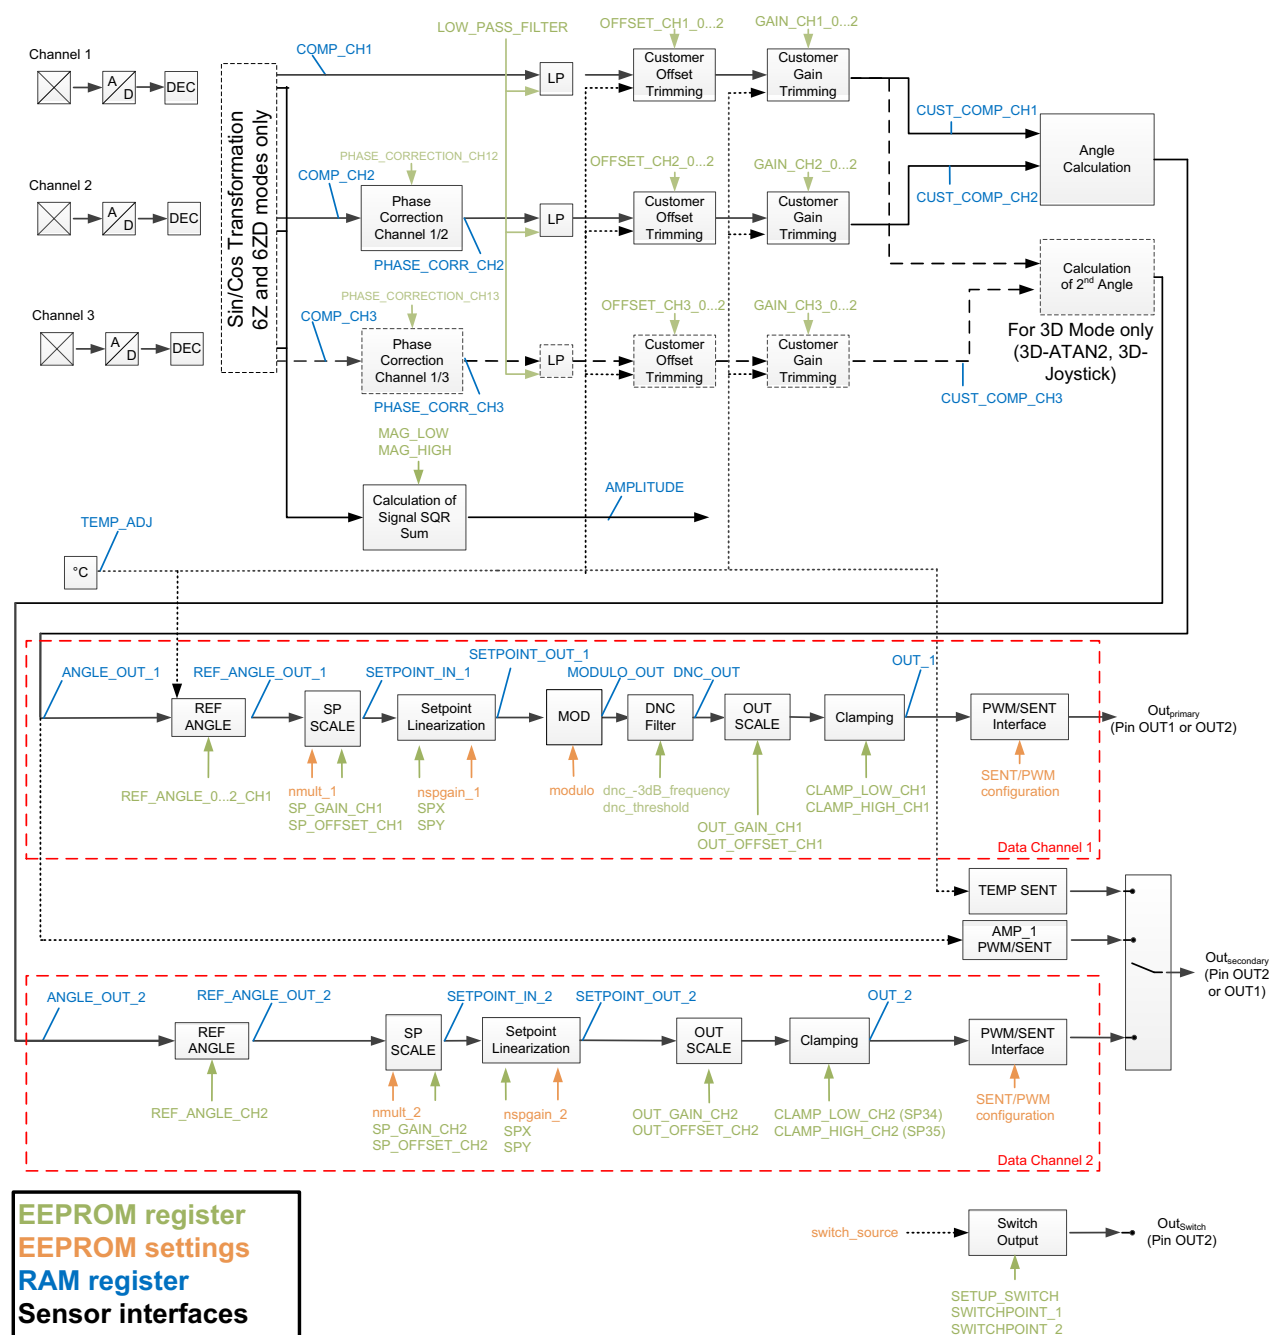 OFFSET_CH1_0...2
GAIN_CH1_0...2
LOW_PASS_FILTER
Channel 1
COMP_CH1
A
D
DEC
LP
Customer
Offset
Trimming
Customer
Gain
Trimming
Sin/Cos Transformation
6Z and 6ZD modes only
CUST_COMP_CH1
Angle
Calculation
PHASE_CORRECTION_CH12
OFFSET_CH2_0...2
GAIN_CH2_0...2
Channel 2
COMP_CH2
A
D
DEC
Phase
Correction
Channel 1/2
LP
Customer
Offset
Trimming
Customer
Gain
Trimming
CUST_COMP_CH2
PHASE_CORR_CH2
Calculation
of 2nd Angle
PHASE_CORRECTION_CH13
OFFSET_CH3_0...2
GAIN_CH3_0...2
Channel 3
COMP_CH3
A
D
DEC
Phase
Correction
Channel 1/3
LP
Customer
Offset
Trimming
Customer
Gain
Trimming
For 3D Mode only
(3D-ATAN2, 3D-
Joystick)
PHASE_CORR_CH3
CUST_COMP_CH3
MAG_LOW
MAG_HIGH
Calculation of
Signal SQR
Sum
AMPLITUDE
TEMP_ADJ
°C
ANGLE_OUT_1
REF_ANGLE_OUT_1
SETPOINT_IN_1
SETPOINT_OUT_1
MODULO_OUT
DNC_OUT
OUT_1
REF
ANGLE
SP
SCALE
Setpoint
Linearization
MOD
DNC
Filter
OUT
SCALE
Clamping
PWM/SENT
Interface
Outprimary
(Pin OUT1 or OUT2)
REF_ANGLE_0...2_CH1
nmult_1
SP_GAIN_CH1
SP_OFFSET_CH1
nspgain_1
SPX
SPY
modulo
dnc_-3dB_frequency
dnc_threshold
OUT_GAIN_CH1
OUT_OFFSET_CH1
CLAMP_LOW_CH1
CLAMP_HIGH_CH1
SENT/PWM
configuration
Data Channel 1
TEMP SENT
AMP_1
PWM/SENT
Outsecondary
(Pin OUT2
or OUT1)
ANGLE_OUT_2
REF_ANGLE_OUT_2
SETPOINT_IN_2
SETPOINT_OUT_2
OUT_2
REF
ANGLE
SP
SCALE
Setpoint
Linearization
OUT
SCALE
Clamping
PWM/SENT
Interface
REF_ANGLE_CH2
nmult_2
SP_GAIN_CH2
SP_OFFSET_CH2
nspgain_2
SPX
SPY
OUT_GAIN_CH2
OUT_OFFSET_CH2
CLAMP_LOW_CH2 (SP34)
CLAMP_HIGH_CH2 (SP35)
SENT/PWM
configuration
Data Channel 2
EEPROM register
EEPROM settings
RAM register
Sensor interfaces
switch_source
Switch
Output
OutSwitch
(Pin OUT2)
SETUP_SWITCH
SWITCHPOINT_1
SWITCHPOINT_2